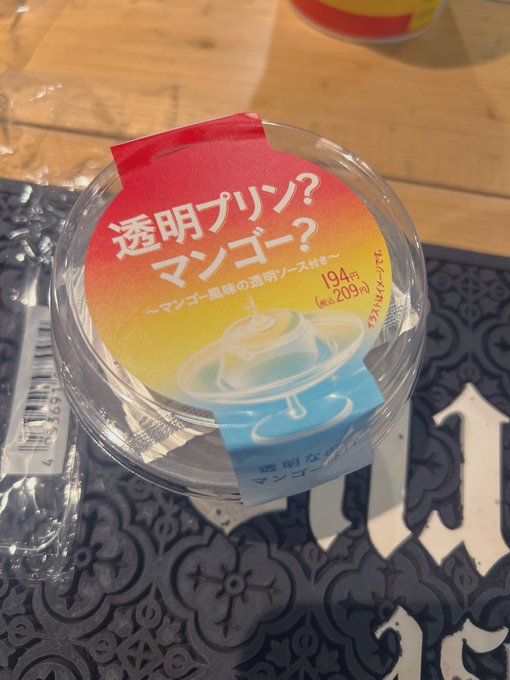 透明プリン?
マンゴー?
~マンゴー風味の透明ソース付き~
194円
(税込209円)
イラストはイメージです。
透明な
マンゴー